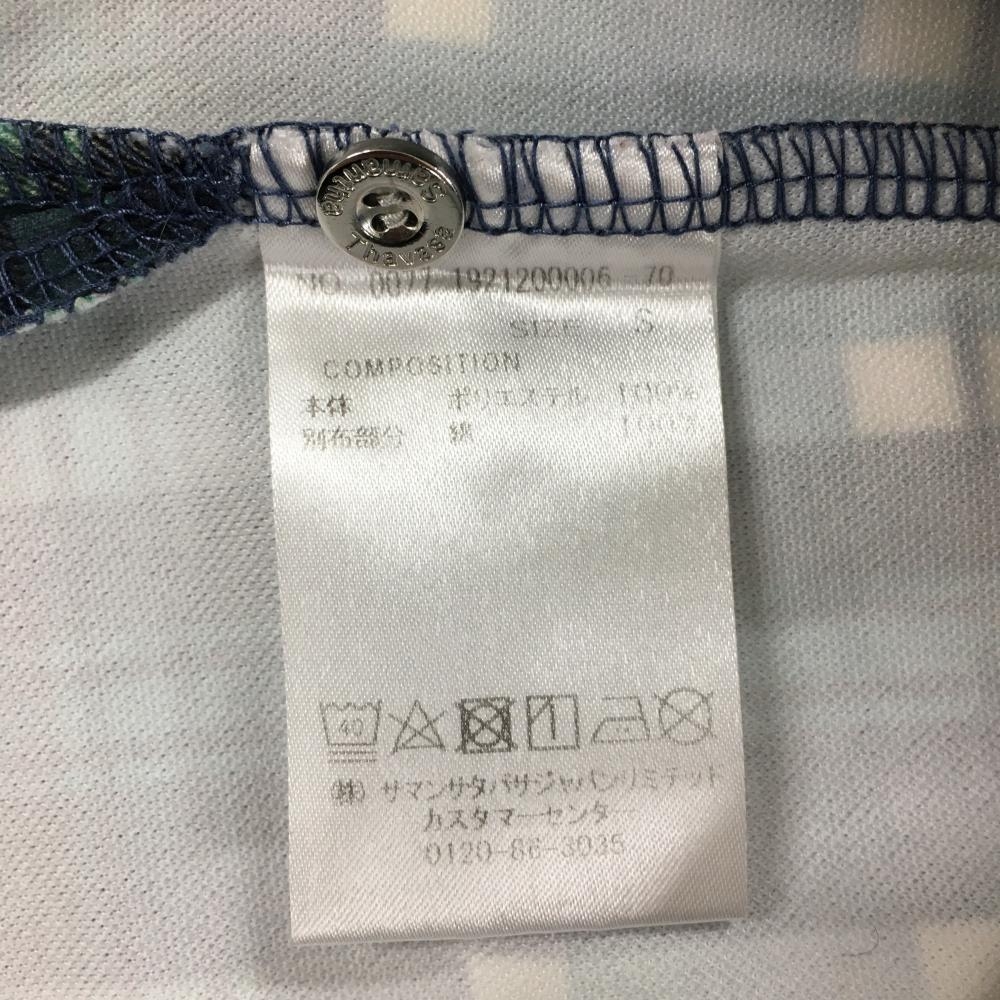 Samantha
Thavasa
NO. 0077 1921200006 -70
SIZE S
COMPOSITION
本体 ポリエステル 100%
別布部分 綿 100%
40
㈱ サマンサタバサジャパンリミテッド
カスタマーセンター
0120-86-3035